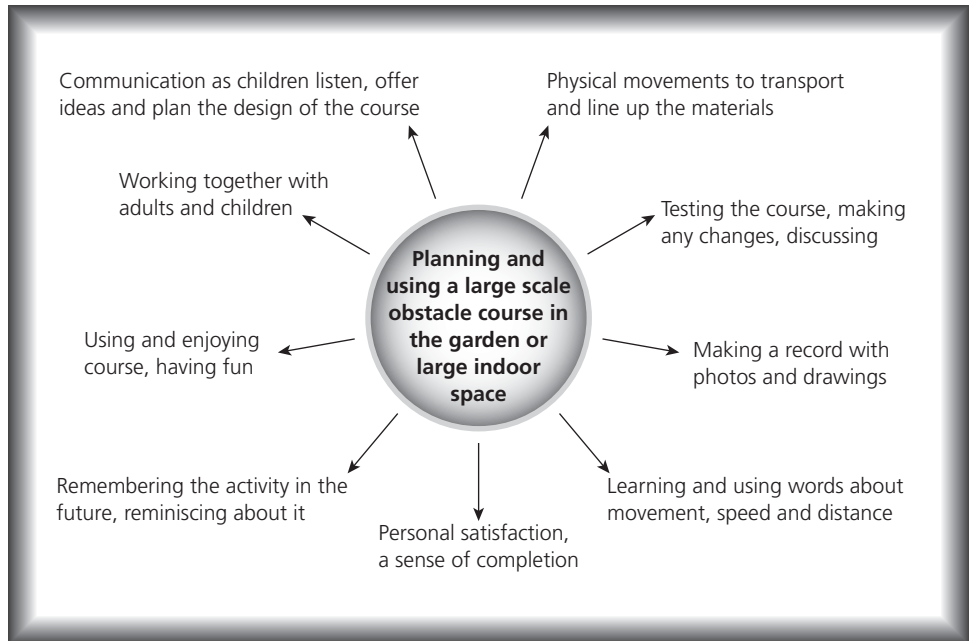 Communication as children listen, offer
ideas and plan the design of the course
Physical movements to transport
and line up the materials
Working together with
adults and children
Testing the course, making
any changes, discussing
Planning and
using a large scale
obstacle course in
the garden or
large indoor
space
Using and enjoying
course, having fun
Making a record with
photos and drawings
Remembering the activity in the
future, reminiscing about it
Learning and using words about
movement, speed and distance
Personal satisfaction,
a sense of completion